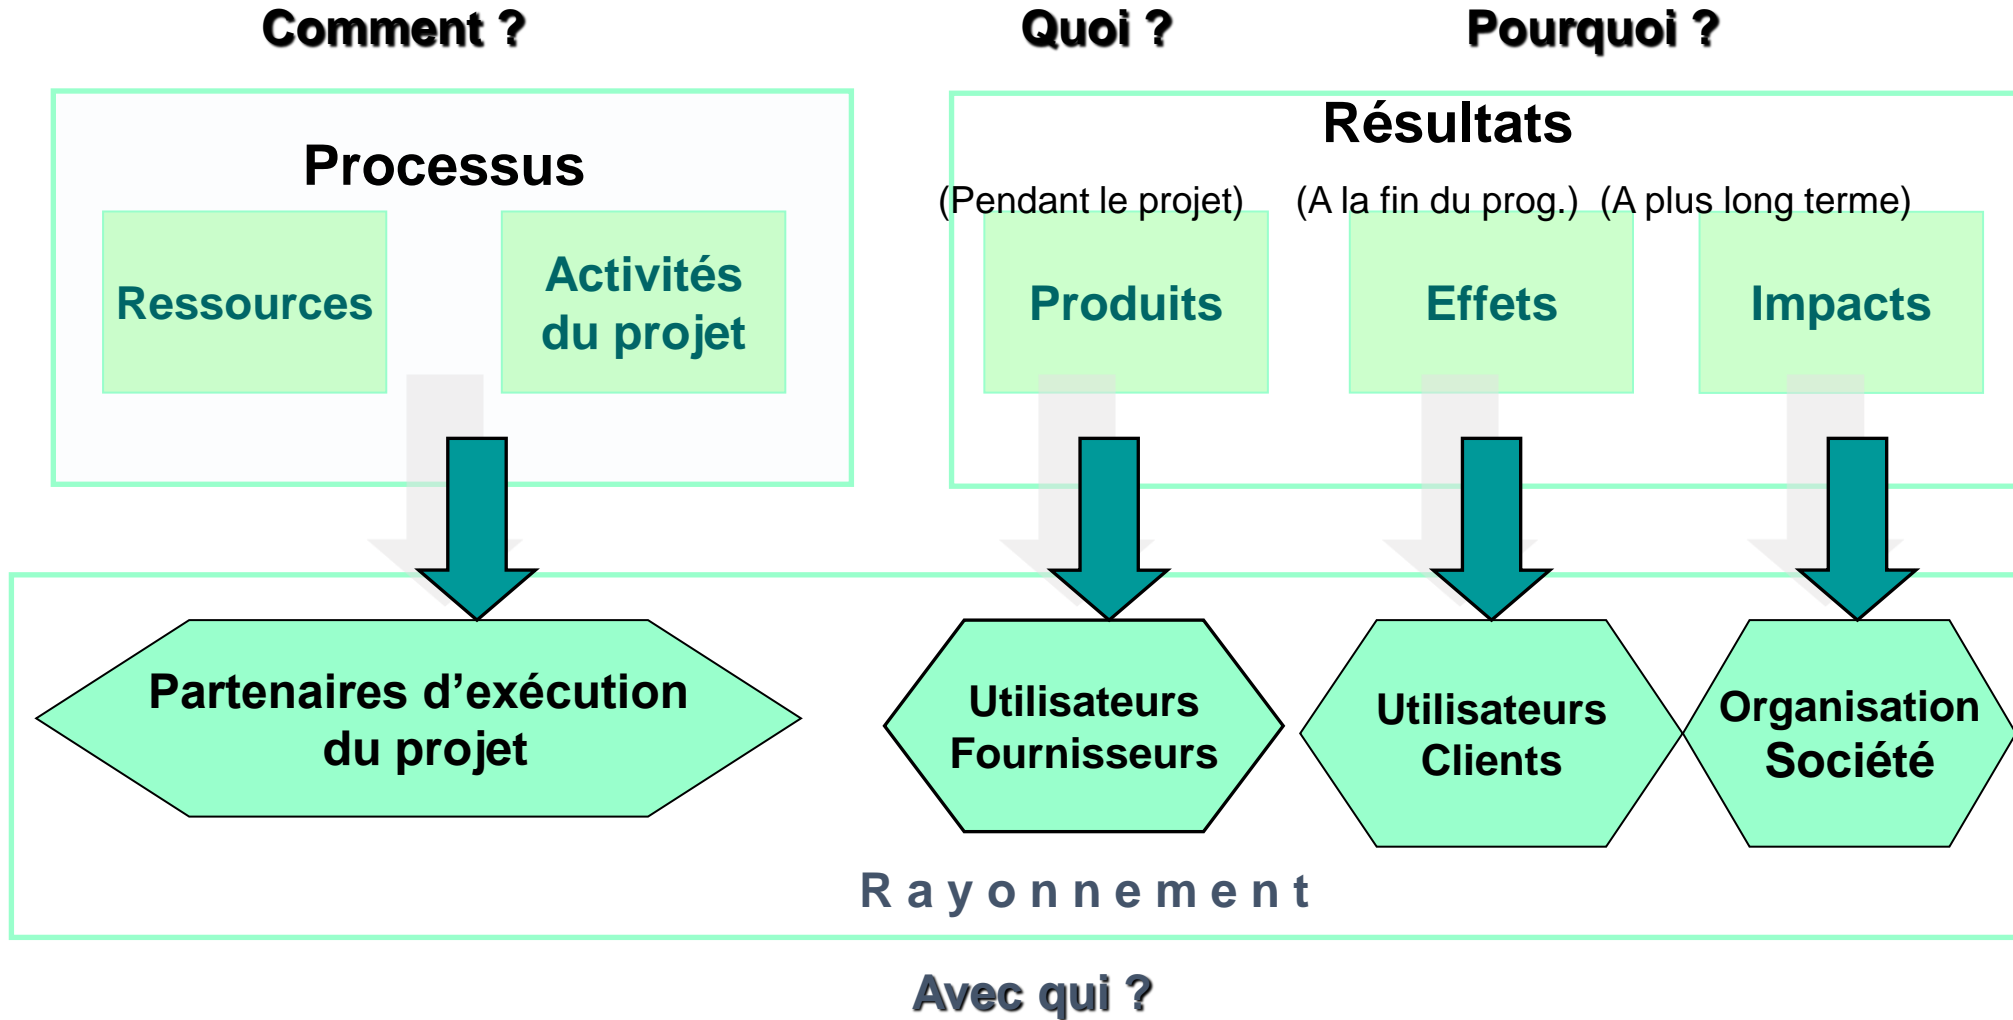 Comment ?
Quoi ?
Pourquoi ?
Processus
Ressources
Activités
du projet
Résultats
(Pendant le projet)
(A la fin du prog.)
(A plus long terme)
Produits
Effets
Impacts
Partenaires d’exécution
du projet
Utilisateurs
Fournisseurs
Utilisateurs
Clients
Organisation
Société
Rayonnement
Avec qui ?